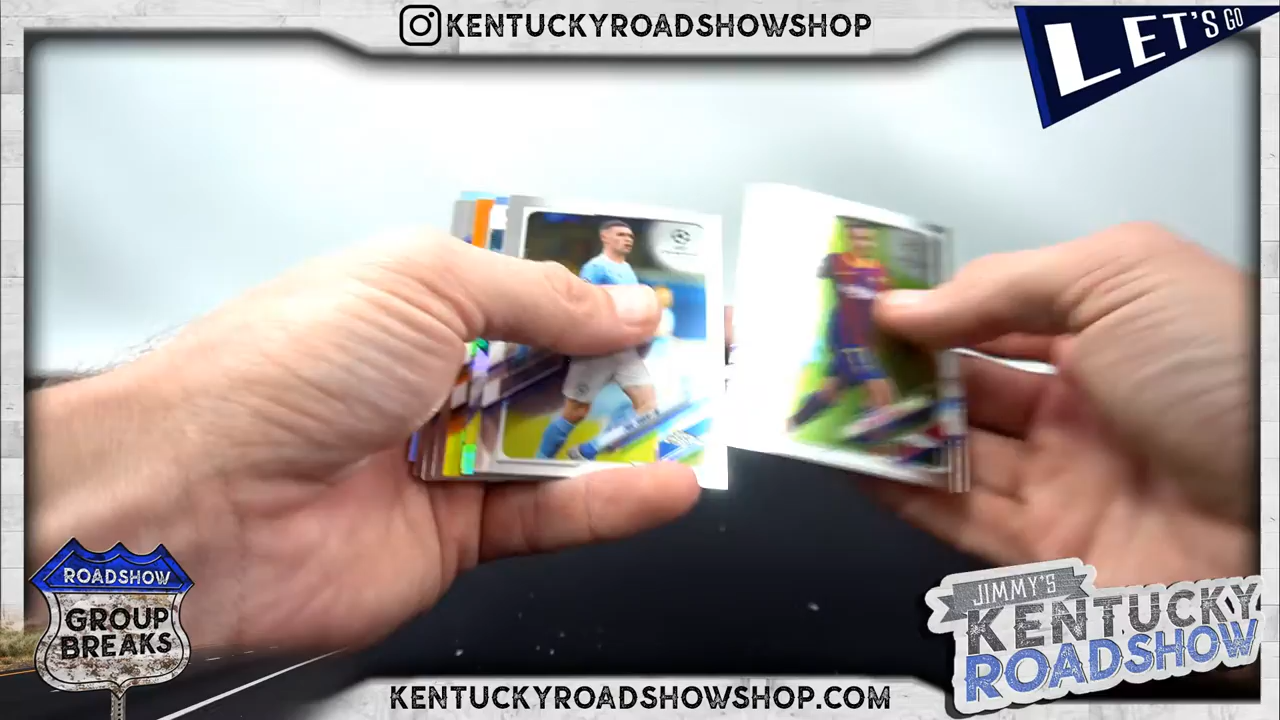 KENTUCKYROADSHOWSHOP
LET'S GO
ROADSHOW
GROUP
BREAKS
JIMMY'S
KENTUCKY
ROADSHOW
KENTUCKYROADSHOWSHOP.COM